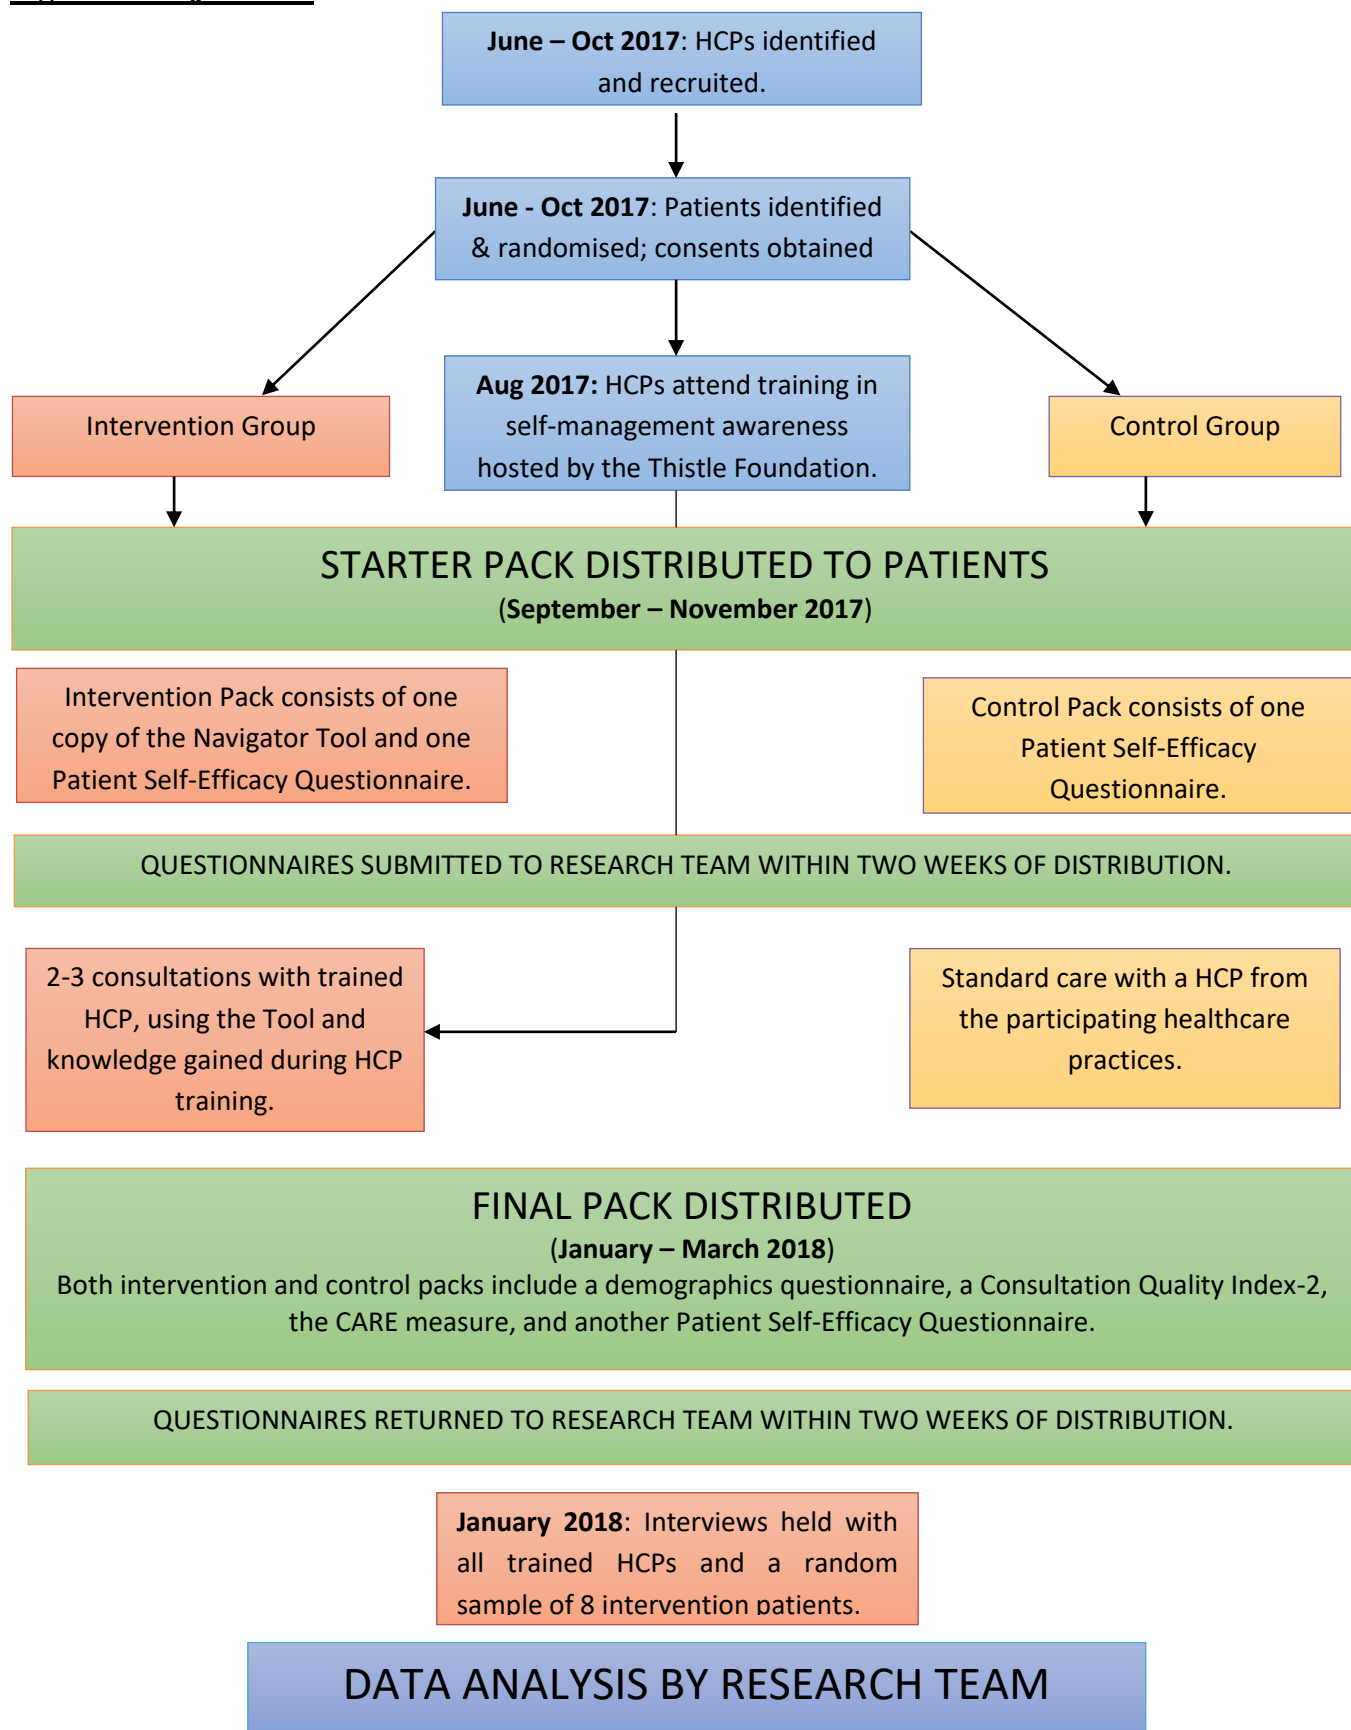 June – Oct 2017: HCPs identified
and recruited.
June - Oct 2017: Patients identified
& randomised; consents obtained
Intervention Group
Aug 2017: HCPs attend training in
self-management awareness
hosted by the Thistle Foundation.
Control Group
STARTER PACK DISTRIBUTED TO PATIENTS
(September – November 2017)
Intervention Pack consists of one
copy of the Navigator Tool and one
Patient Self-Efficacy Questionnaire.
Control Pack consists of one
Patient Self-Efficacy
Questionnaire.
QUESTIONNAIRES SUBMITTED TO RESEARCH TEAM WITHIN TWO WEEKS OF DISTRIBUTION.
2-3 consultations with trained
HCP, using the Tool and
knowledge gained during HCP
training.
Standard care with a HCP from
the participating healthcare
practices.
FINAL PACK DISTRIBUTED
(January – March 2018)
Both intervention and control packs include a demographics questionnaire, a Consultation Quality Index-2,
the CARE measure, and another Patient Self-Efficacy Questionnaire.
QUESTIONNAIRES RETURNED TO RESEARCH TEAM WITHIN TWO WEEKS OF DISTRIBUTION.
January 2018: Interviews held with
all trained HCPs and a random
sample of 8 intervention patients.
DATA ANALYSIS BY RESEARCH TEAM